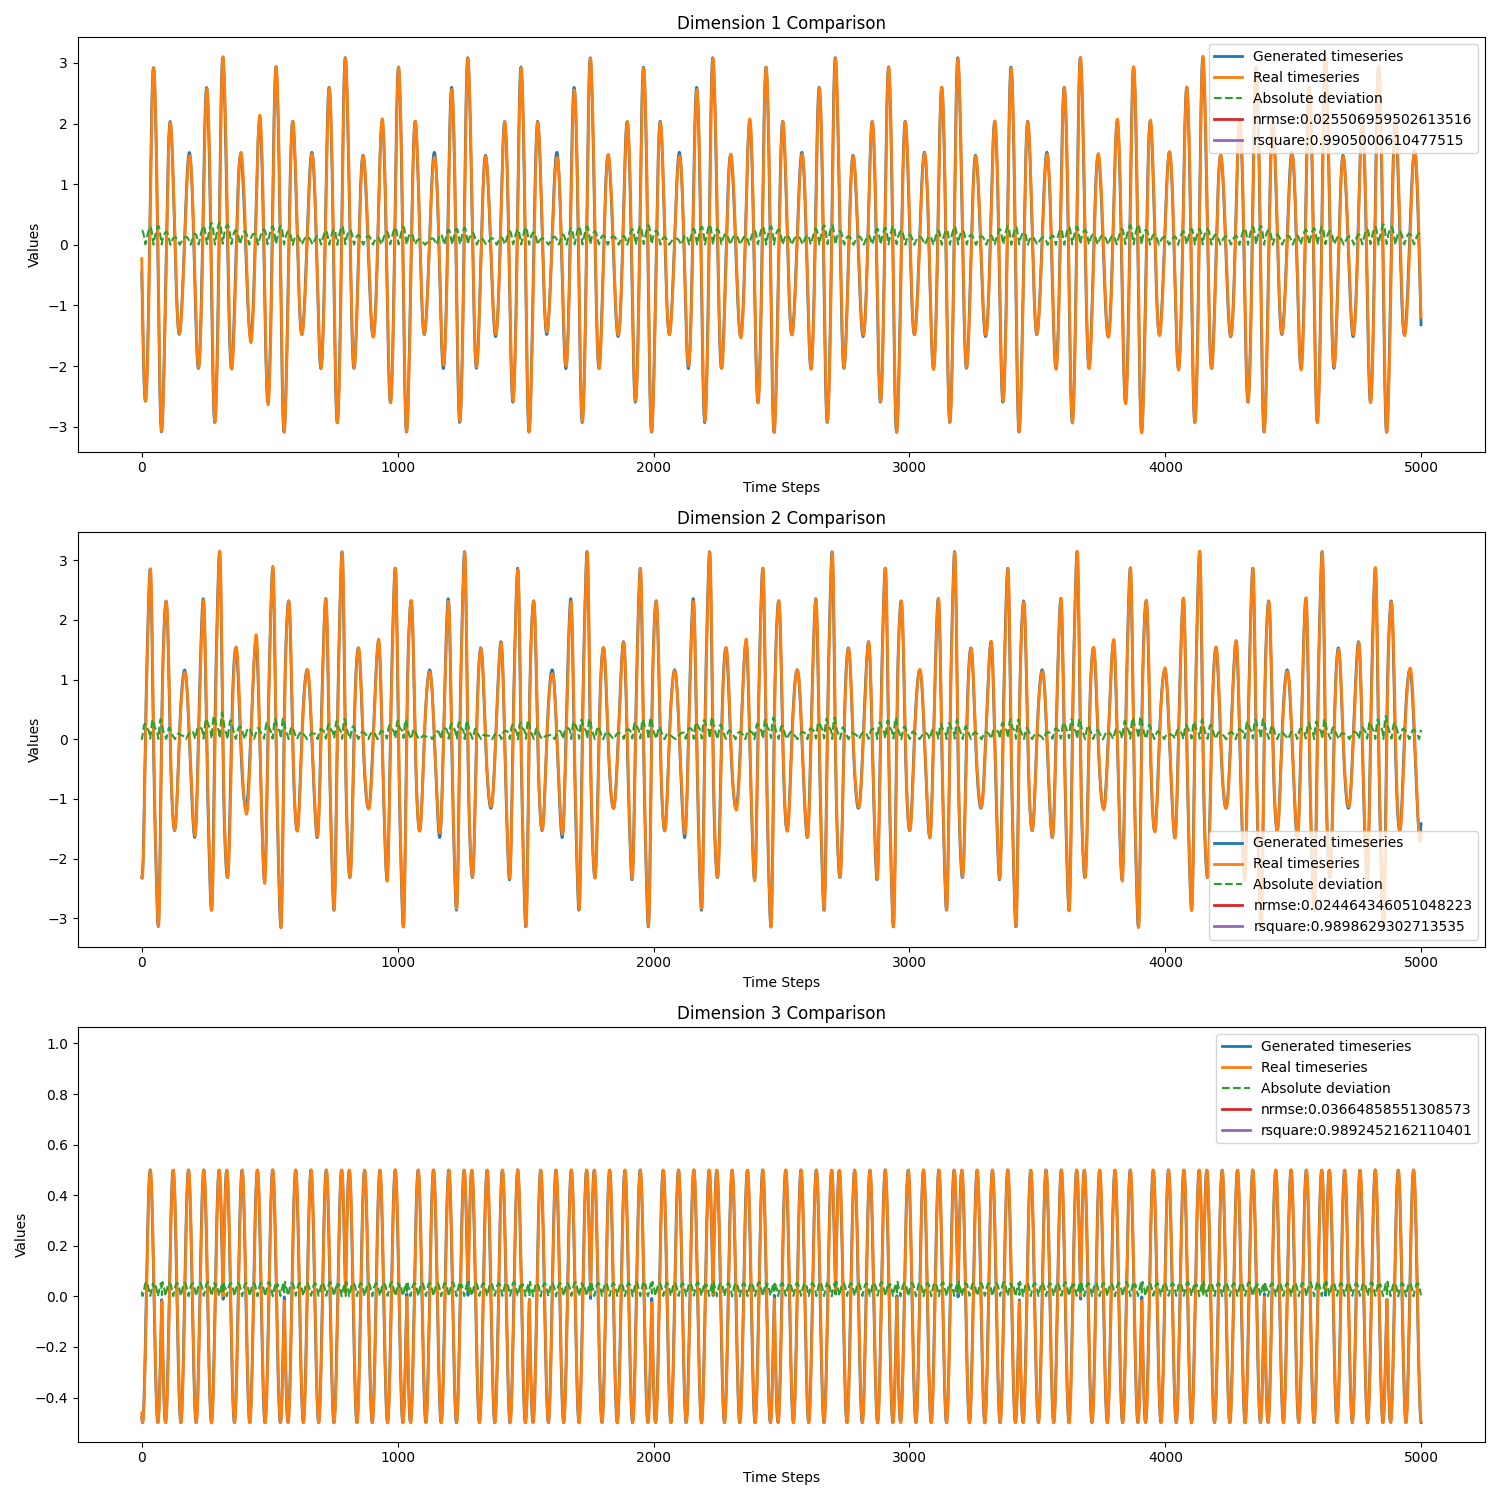 Dimension 1 Comparison
3
2
1
0
−1
−2
−3
Values
Generated timeseries
Real timeseries
Absolute deviation
nrmse:0.025506959502613516
rsquare:0.9905000610477515
0 1000 2000 3000 4000 5000
Time Steps
Dimension 2 Comparison
3
2
1
0
−1
−2
−3
Values
Generated timeseries
Real timeseries
Absolute deviation
nrmse:0.024464346051048223
rsquare:0.9898629302713535
0 1000 2000 3000 4000 5000
Time Steps
Dimension 3 Comparison
1.0
0.8
0.6
0.4
0.2
0.0
−0.2
−0.4
Values
Generated timeseries
Real timeseries
Absolute deviation
nrmse:0.03664858551308573
rsquare:0.9892452162110401
0 1000 2000 3000 4000 5000
Time Steps